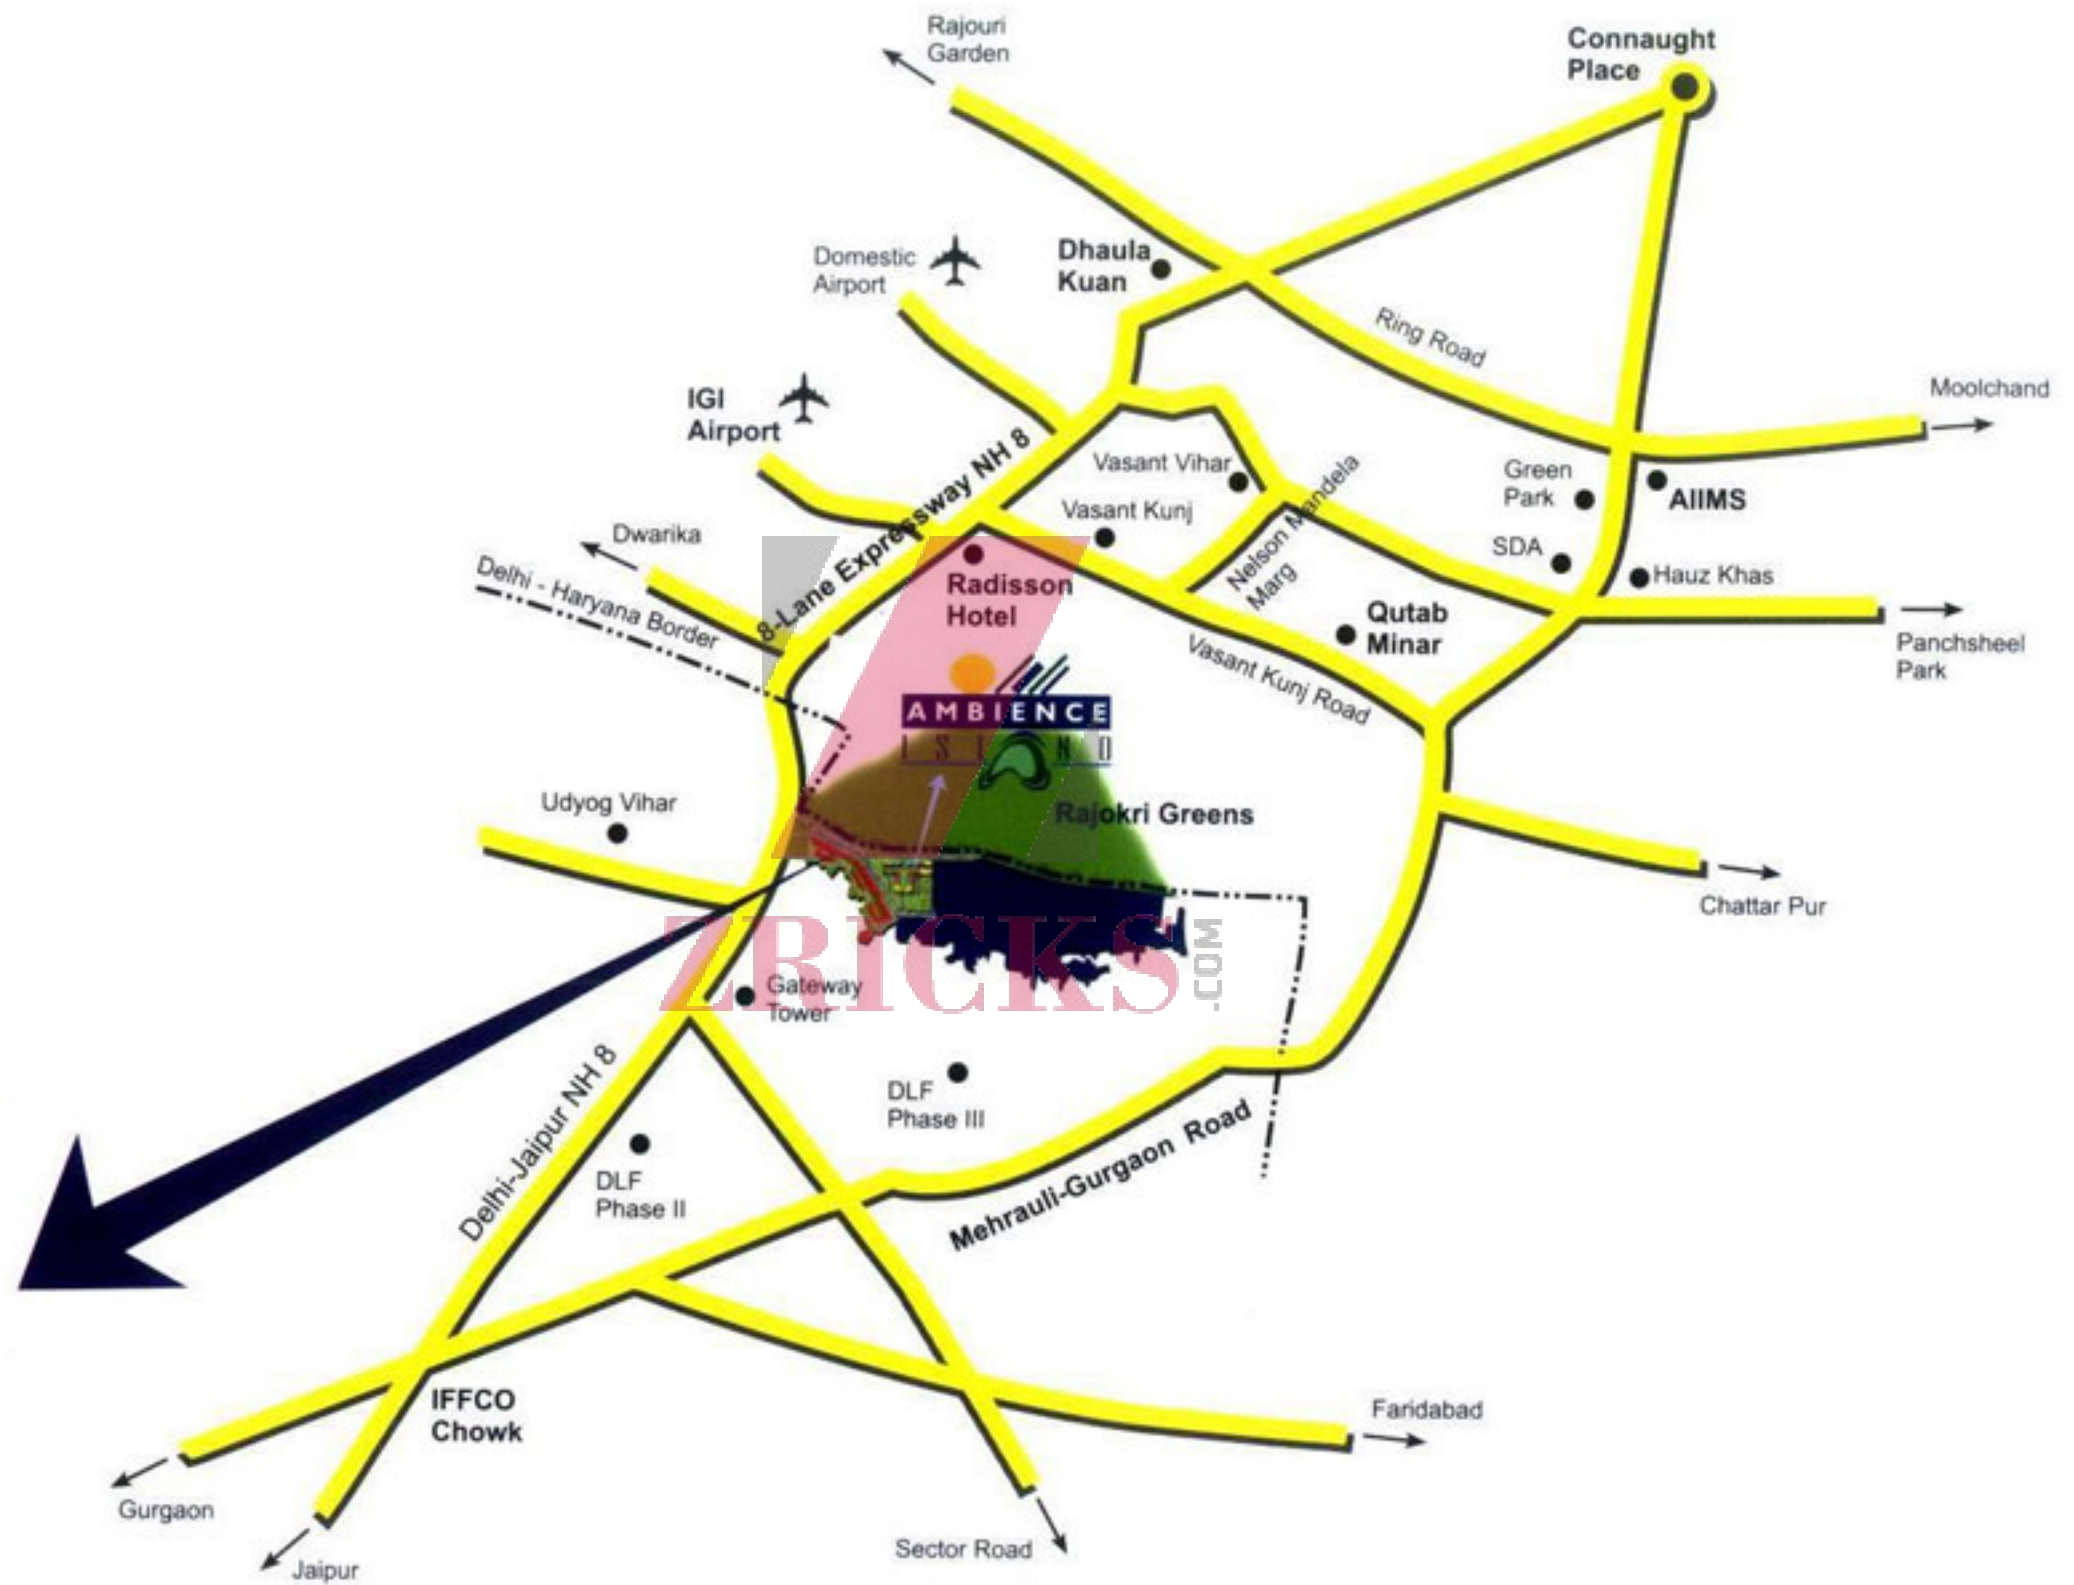 Rajouri
Garden
Connaught
Place
Domestic
Airport
Dhaula
Kuan
Ring Road
Moolchand
IGI
Airport
8-Lane Expressway NH 8
Vasant Vihar
Vasant Kunj
Nelson Mandela
Marg
Green
Park
AIIMS
SDA
Hauz Khas
Dwarika
Delhi - Haryana Border
Radisson
Hotel
Qutab
Minar
Panchsheel
Park
Vasant Kunj Road
AMBIENCE
Rajokri Greens
Udyog Vihar
Chattar Pur
ZRICKS
.COM
Gateway
Tower
Delhi-Jaipur NH 8
DLF
Phase III
DLF
Phase II
Mehrauli-Gurgaon Road
IFFCO
Chowk
Faridabad
Gurgaon
Jaipur
Sector Road